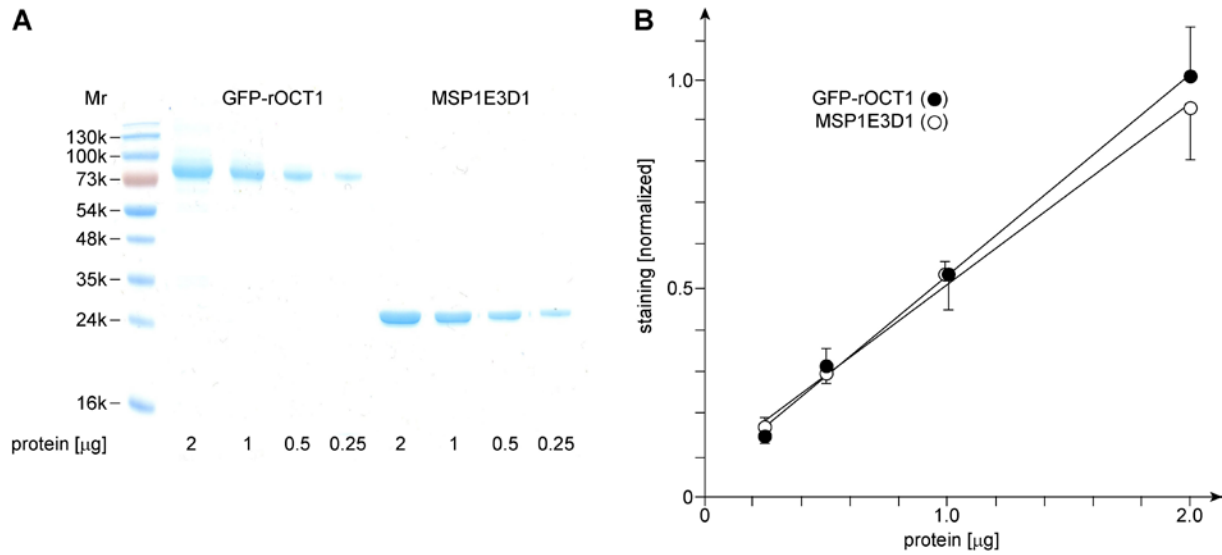 A
Mr GFP-rOCT1 MSP1E3D1
130k
100k
73k
54k
48k
35k
24k
16k
protein [µg] 2 1 0.5 0.25 2 1 0.5 0.25
B
1.0
0.5
0
staining [normalized]
GFP-rOCT1 (●)
MSP1E3D1 (○)
0 1.0 2.0
protein [µg]